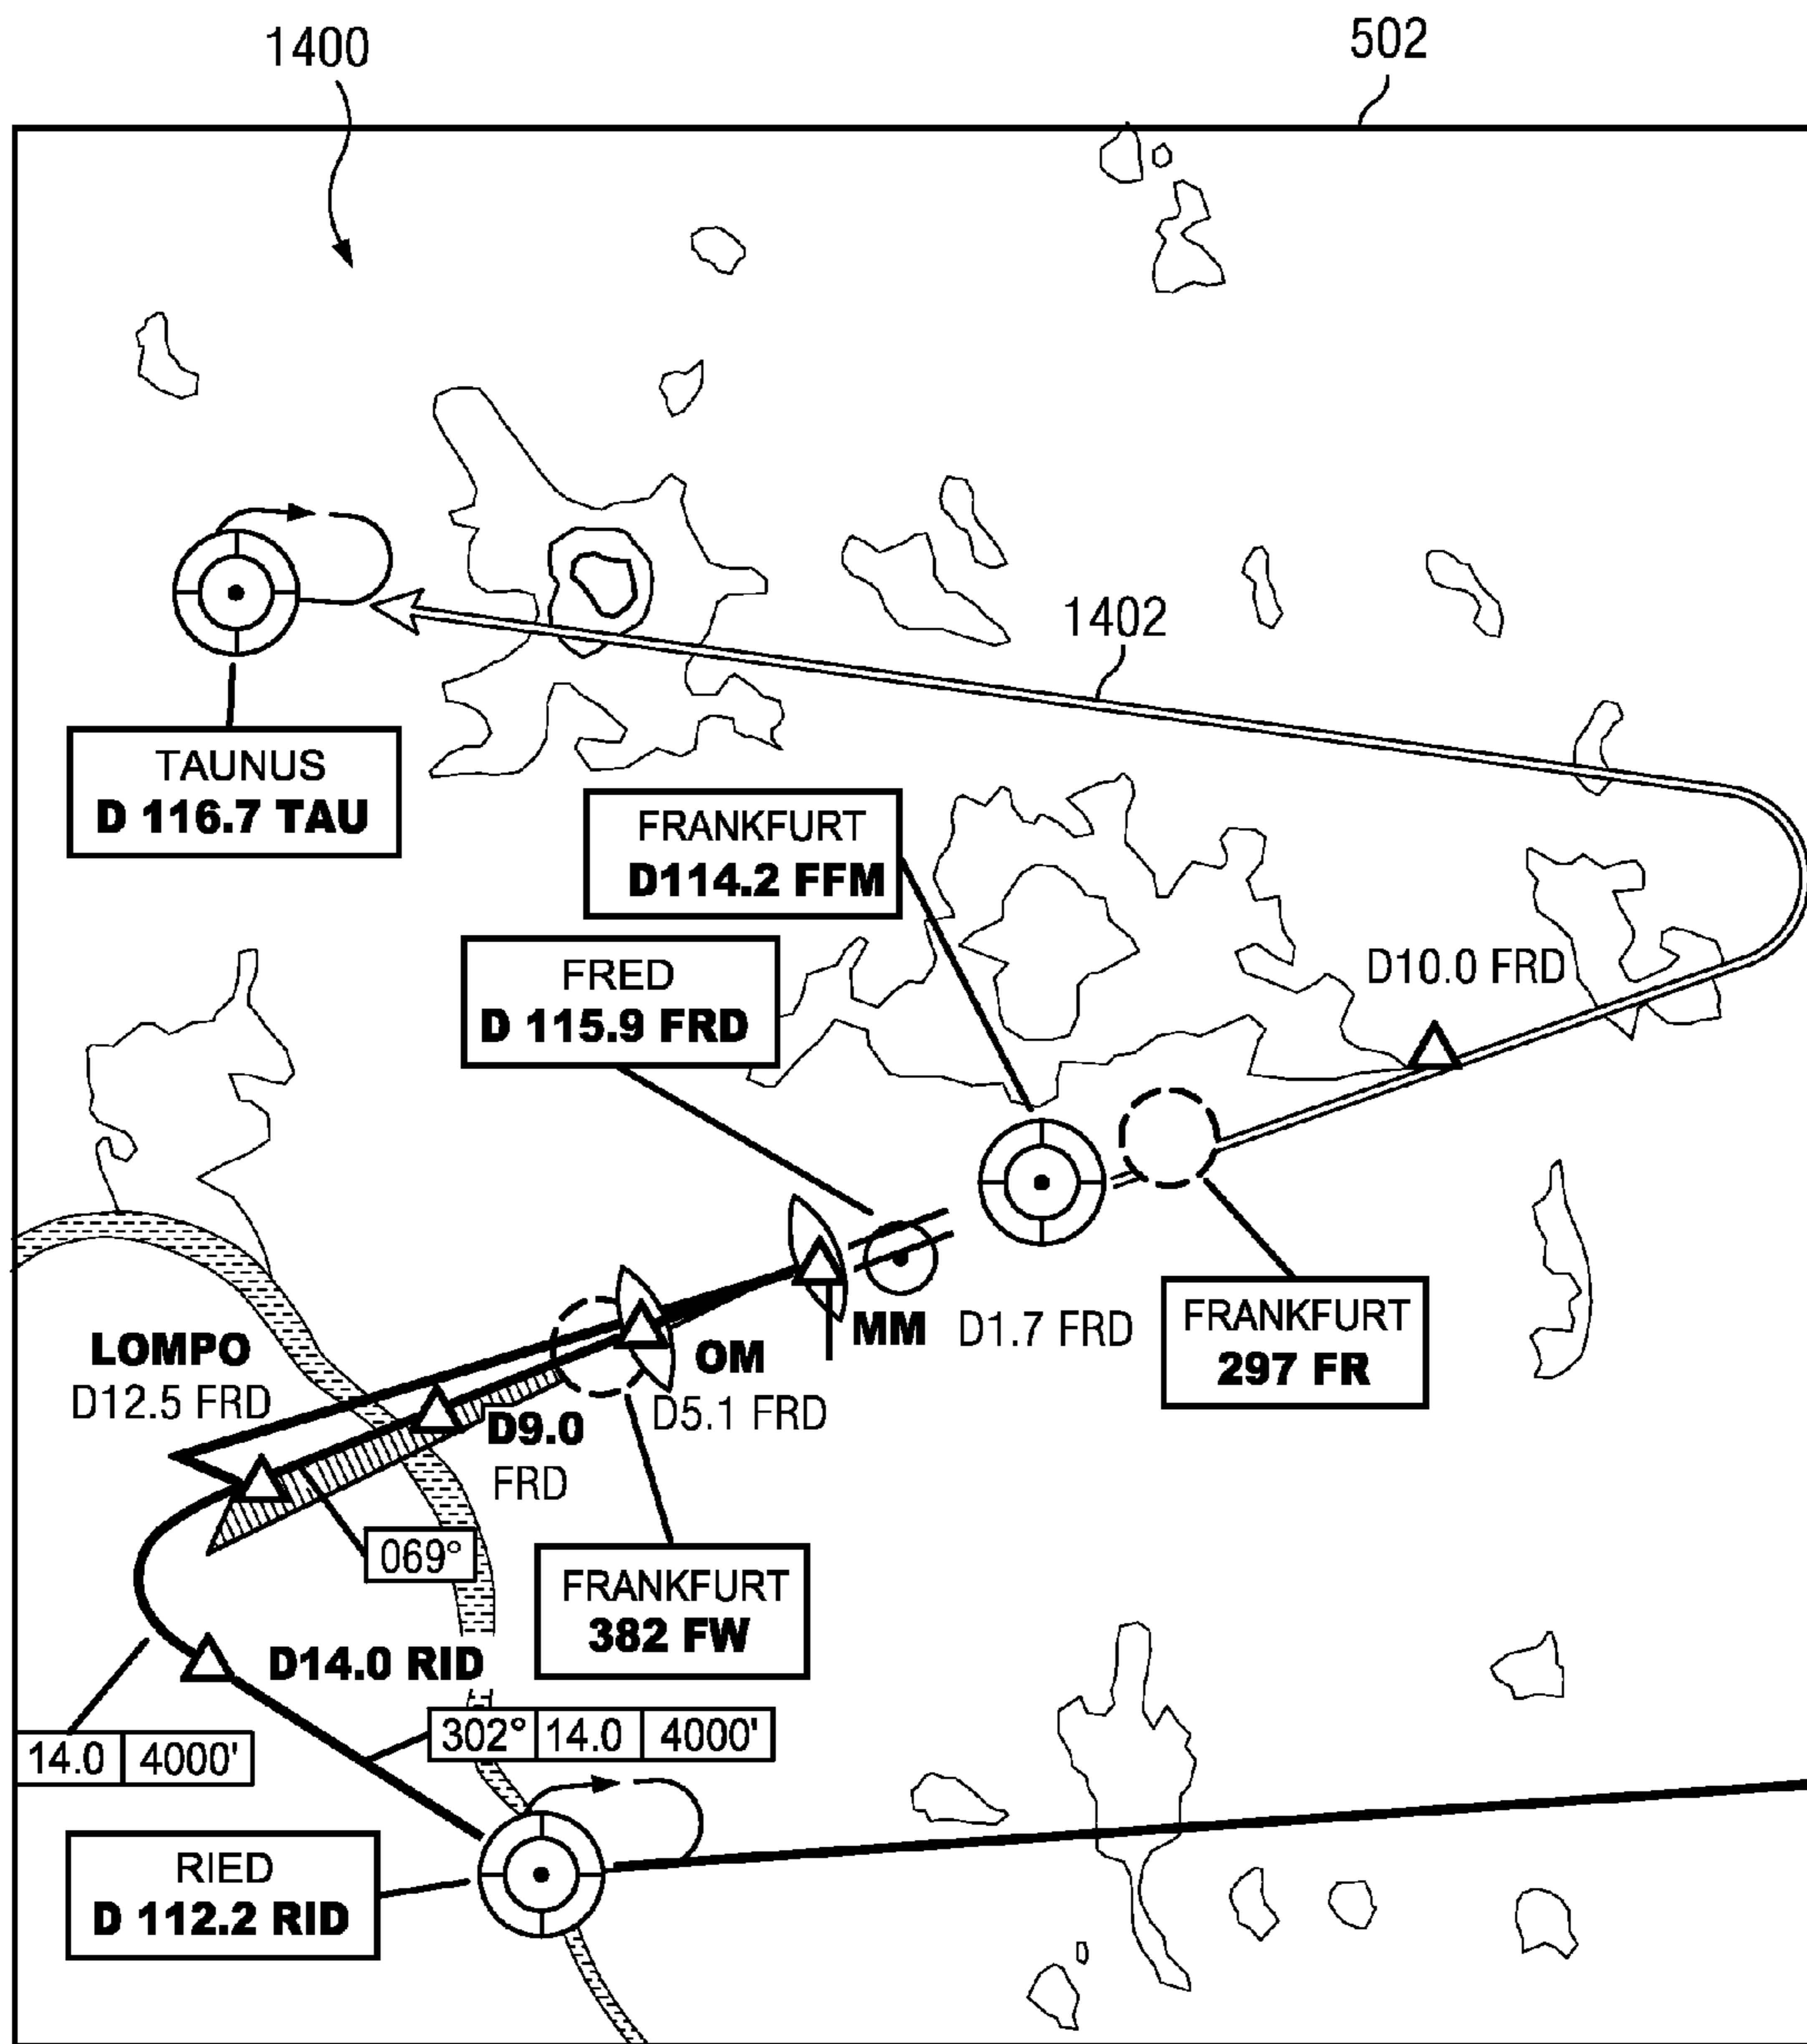 1400
502
1402
TAUNUS
D 116.7 TAU
FRANKFURT
D114.2 FFM
FRED
D 115.9 FRD
D10.0 FRD
LOMPO
D12.5 FRD
MM D1.7 FRD
OM
D5.1 FRD
FRANKFURT
297 FR
D9.0
FRD
069°
FRANKFURT
382 FW
D14.0 RID
302° 14.0 4000'
14.0 4000'
RIED
D 112.2 RID